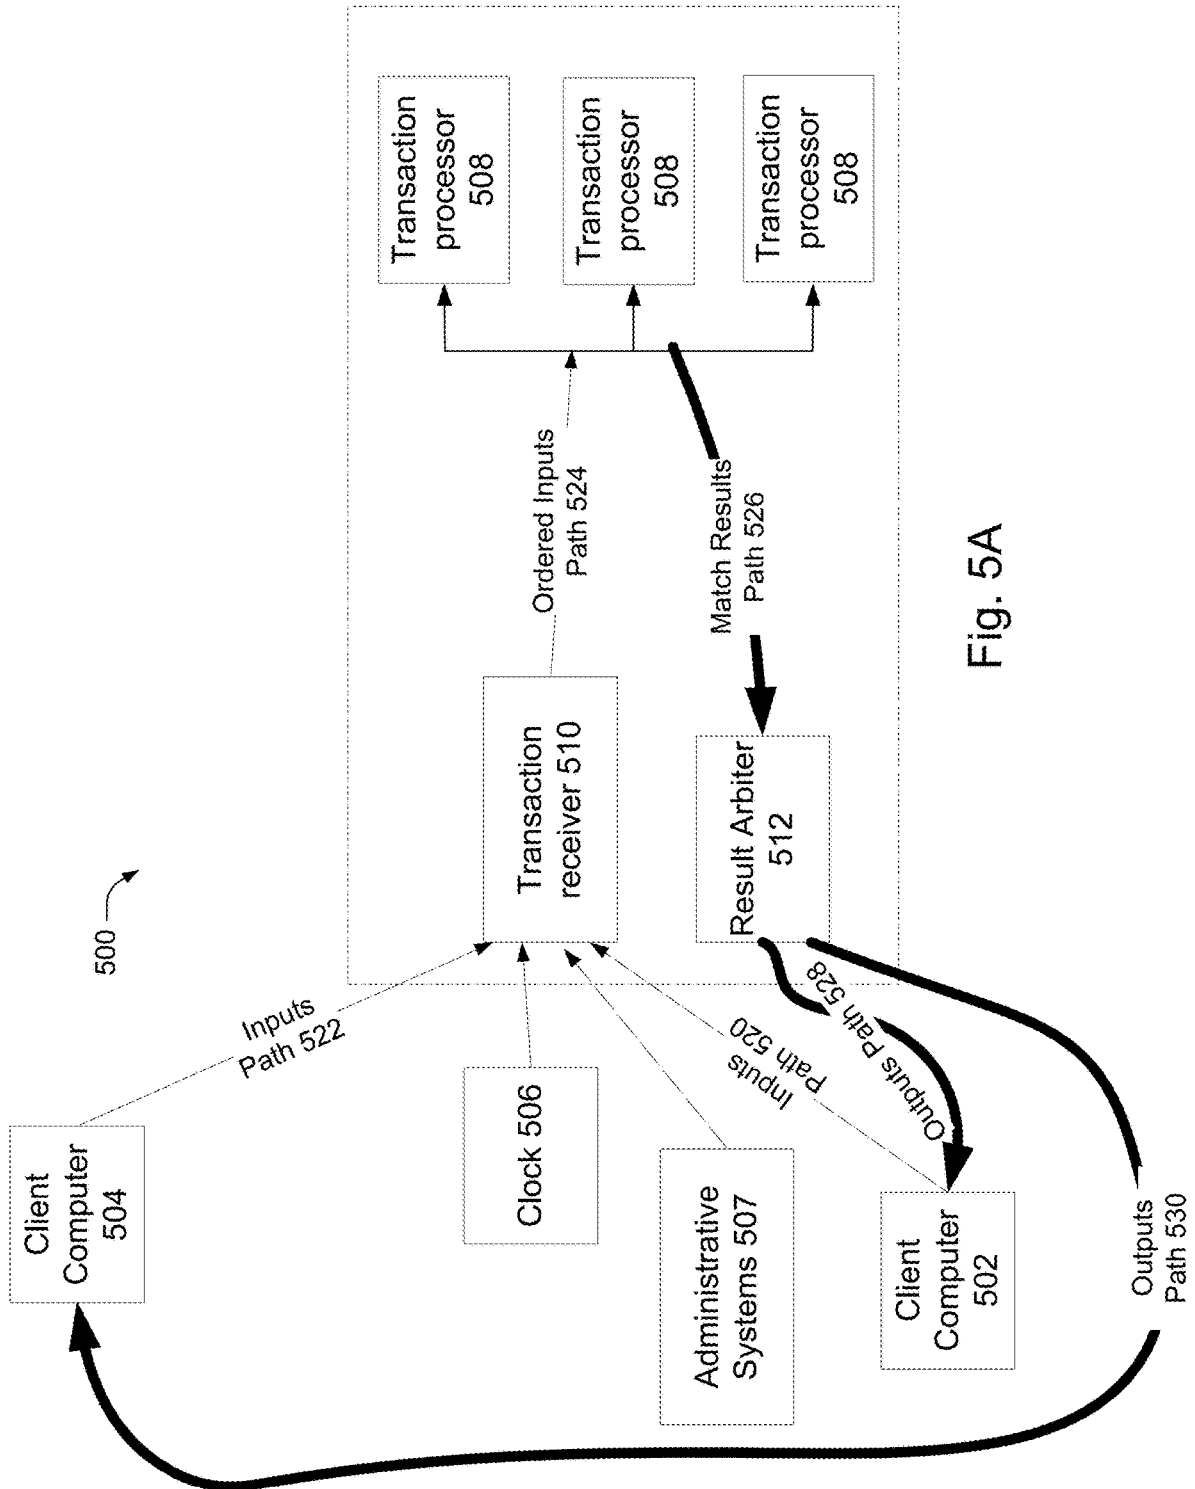 500
Client
Computer
504
Inputs
Path 522
Clock 506
Administrative
Systems 507
Client
Computer
502
Inputs
Path 520
Outputs Path 528
Outputs
Path 530
Transaction
receiver 510
Result Arbiter
512
Ordered Inputs
Path 524
Match Results
Path 526
Transaction
processor
508
Transaction
processor
508
Transaction
processor
508
Fig. 5A